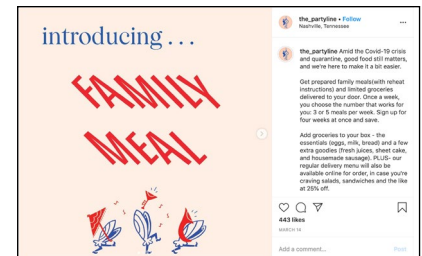 introducing...
FAMILY
MEAL
the_partyline • Follow
Nashville, Tennessee
the_partyline Amid the Covid-19 crisis
and quarantine, good food still matters,
and we're here to make it a bit easier.
Get prepared family meals(with reheat
instructions) and limited groceries
delivered to your door. Once a week,
you choose the number that works for
you: 3 or 5 meals per week. Sign up for
four weeks at once and save.
Add groceries to your box - the
essentials (eggs, milk, bread) and a few
extra goodies (fresh juices, sheet cake,
and housemade sausage). PLUS- our
regular delivery menu will also be
available online for order, in case you're
craving salads, sandwiches and the like
at 25% off.
443 likes
MARCH 14
Add a comment... Post